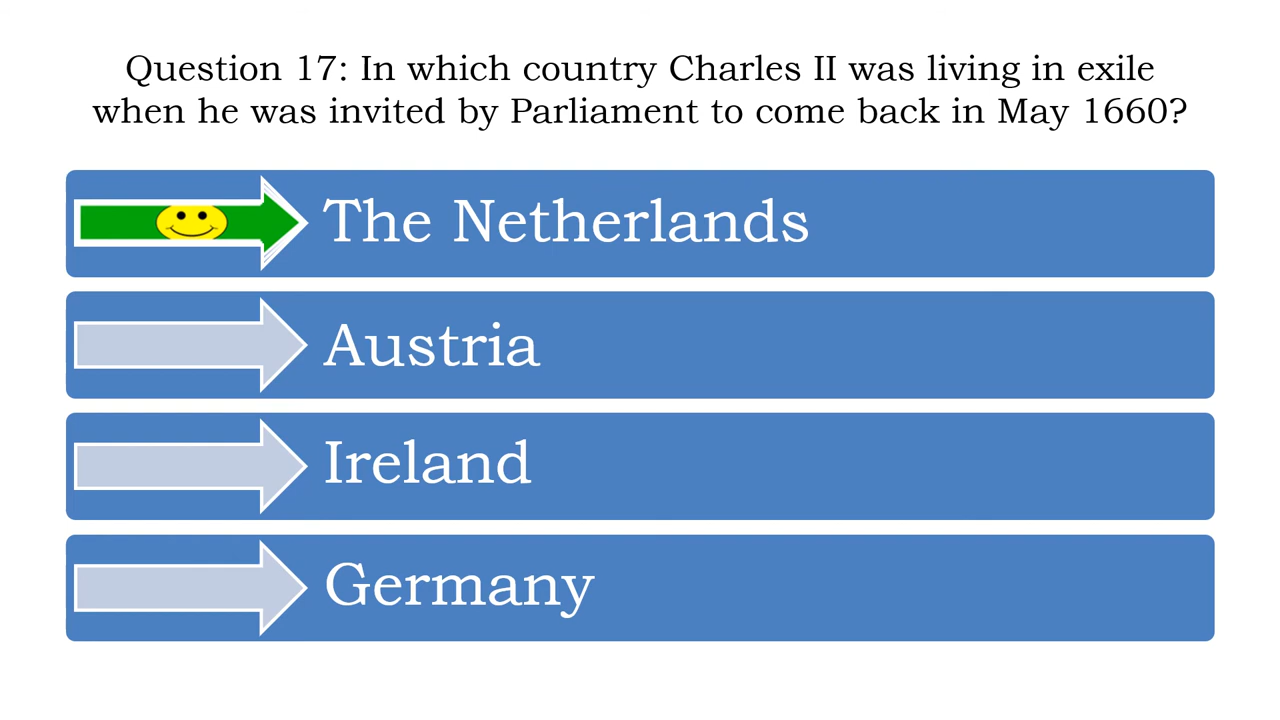 Question 17: In which country Charles II was living in exile
when he was invited by Parliament to come back in May 1660?
The Netherlands
Austria
Ireland
Germany